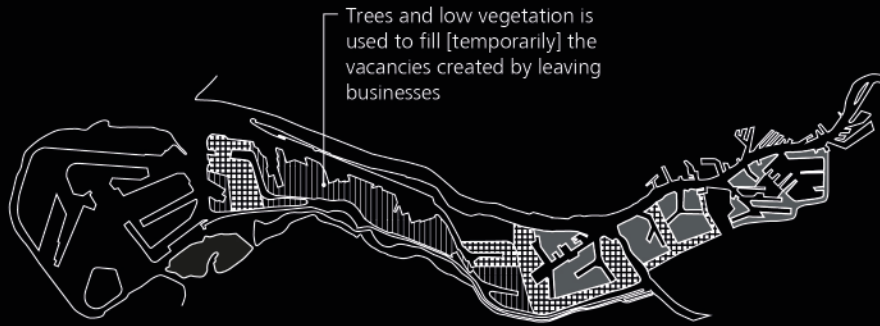 Trees and low vegetation is
used to fill [temporarily] the
vacancies created by leaving
businesses